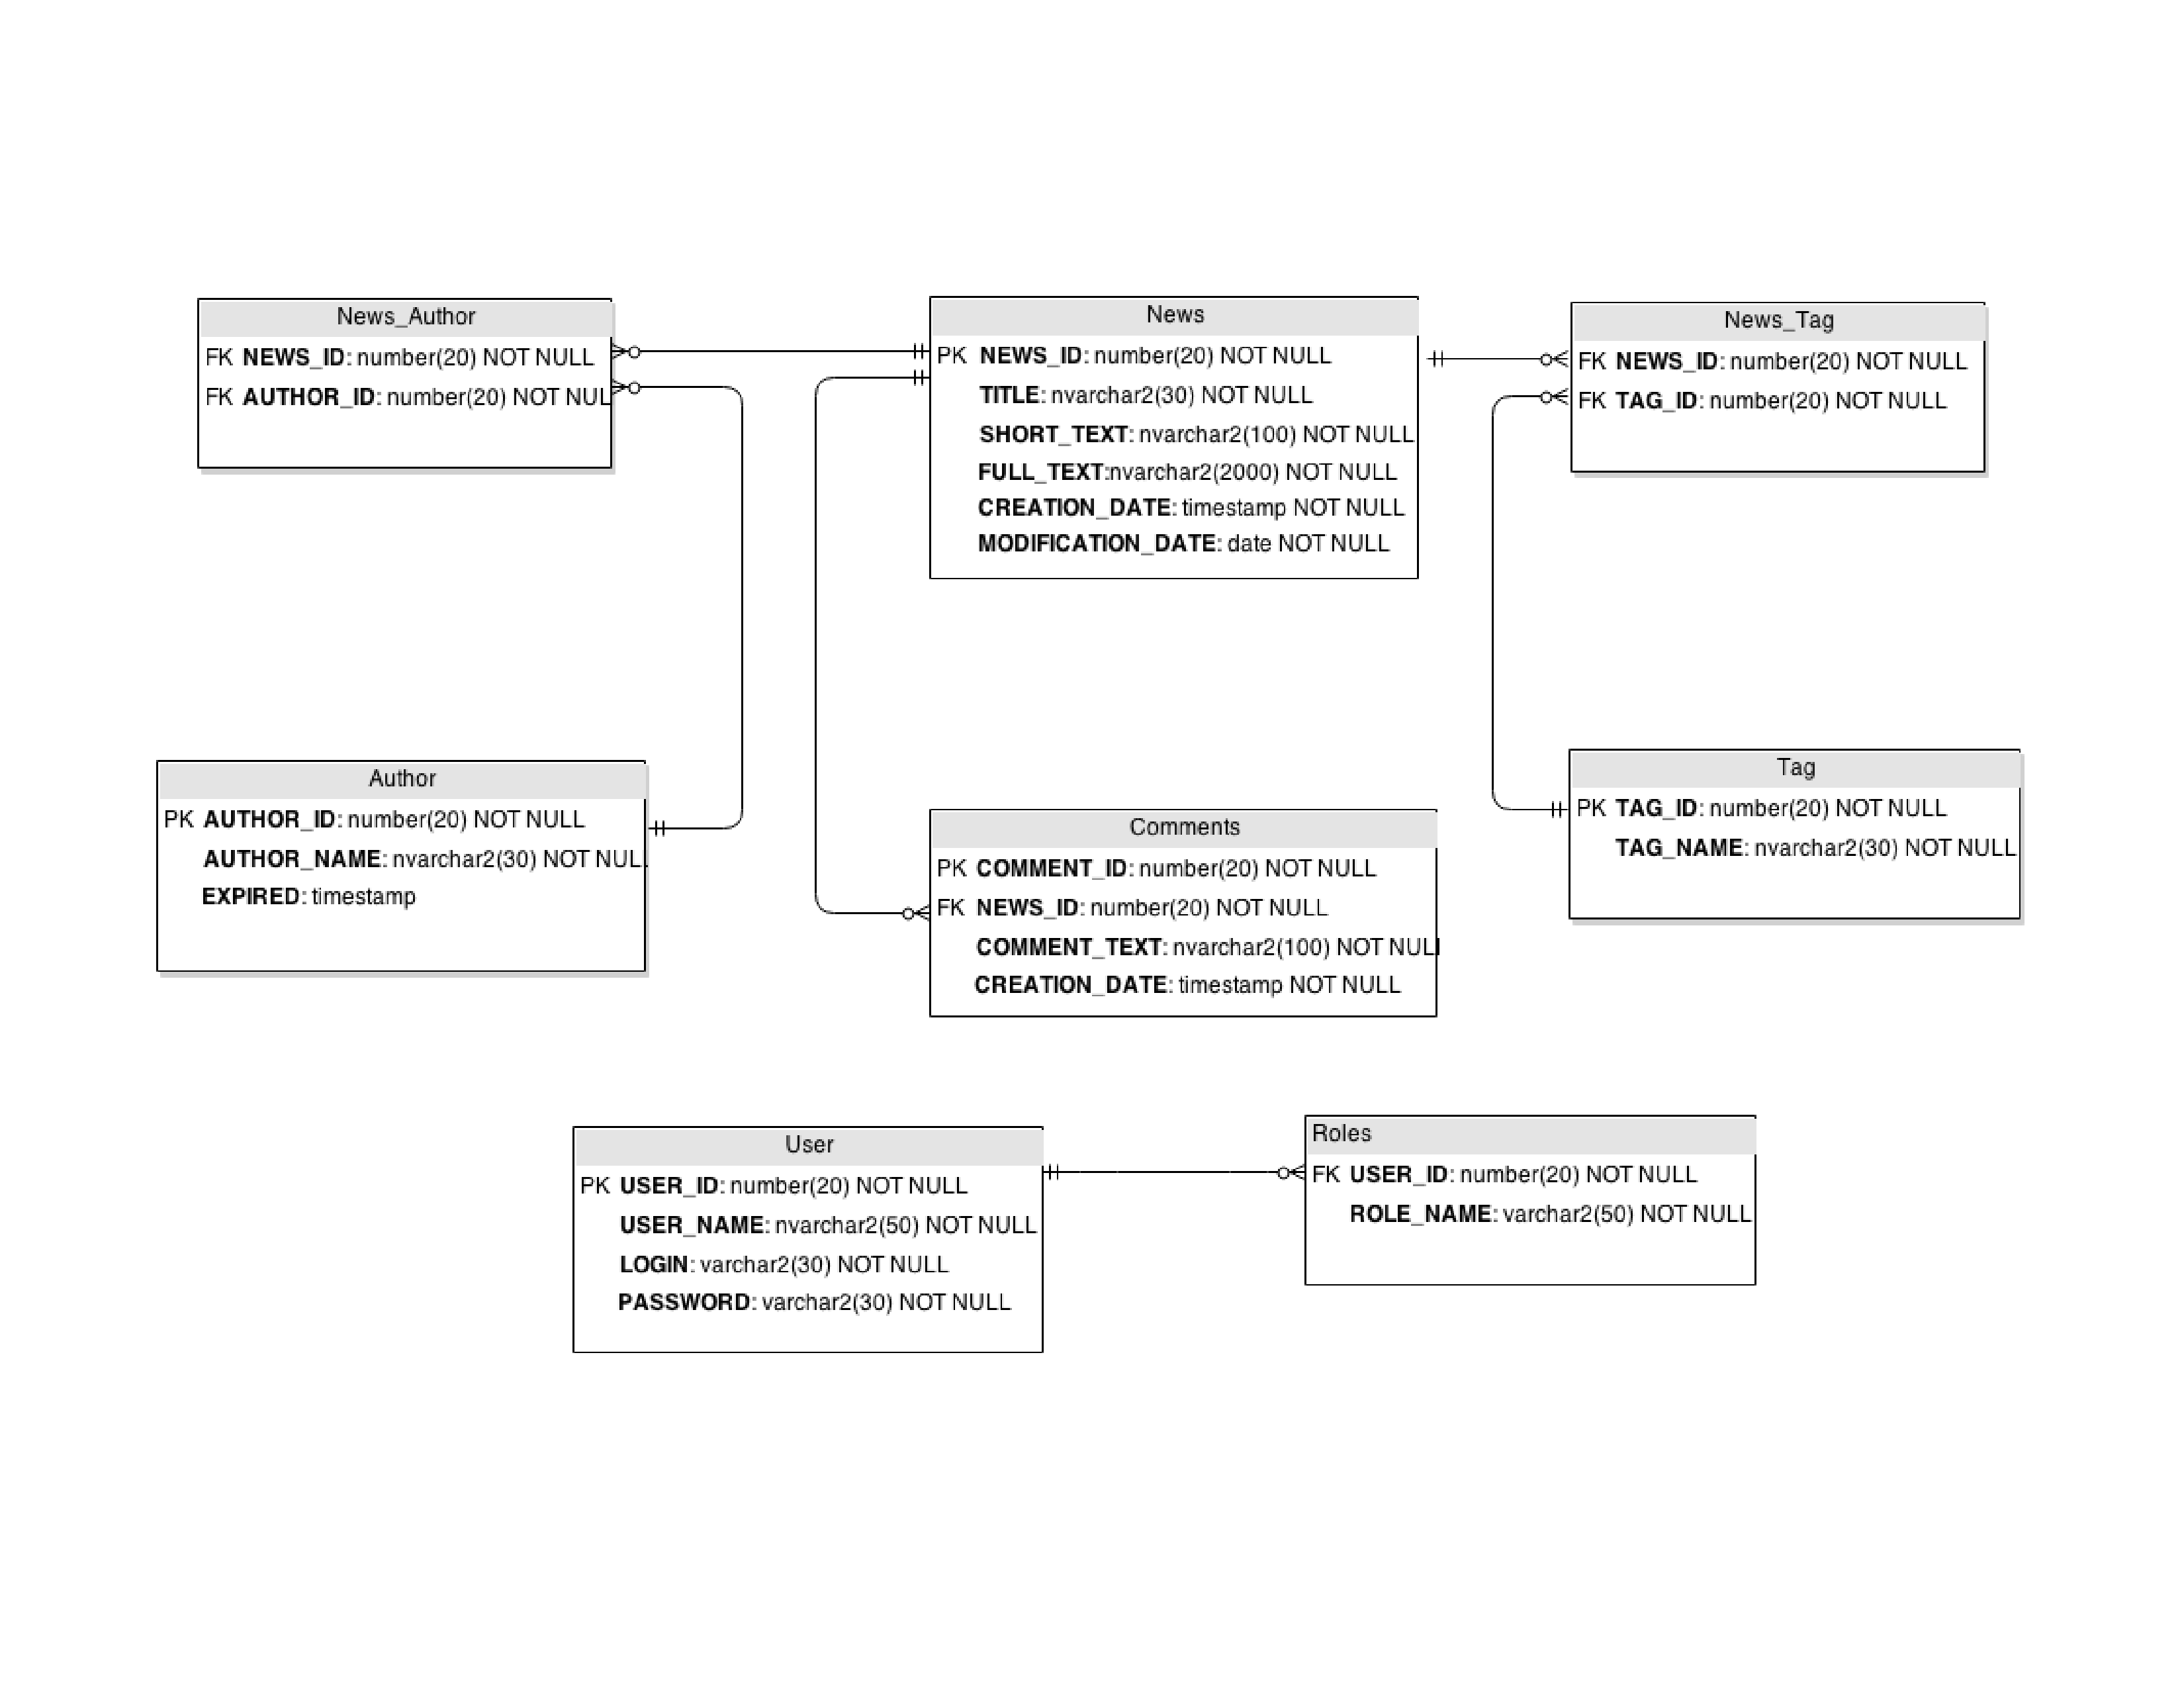 News_Author
FK NEWS_ID: number(20) NOT NULL
FK AUTHOR_ID: number(20) NOT NUL
News
PK NEWS_ID: number(20) NOT NULL
TITLE: nvarchar2(30) NOT NULL
SHORT_TEXT: nvarchar2(100) NOT NULL
FULL_TEXT:nvarchar2(2000) NOT NULL
CREATION_DATE: timestamp NOT NULL
MODIFICATION_DATE: date NOT NULL
News_Tag
FK NEWS_ID: number(20) NOT NULL
FK TAG_ID: number(20) NOT NULL
Author
PK AUTHOR_ID: number(20) NOT NULL
AUTHOR_NAME: nvarchar2(30) NOT NULL
EXPIRED: timestamp
Comments
PK COMMENT_ID: number(20) NOT NULL
FK NEWS_ID: number(20) NOT NULL
COMMENT_TEXT: nvarchar2(100) NOT NULL
CREATION_DATE: timestamp NOT NULL
Tag
PK TAG_ID: number(20) NOT NULL
TAG_NAME: nvarchar2(30) NOT NULL
User
PK USER_ID: number(20) NOT NULL
USER_NAME: nvarchar2(50) NOT NULL
LOGIN: varchar2(30) NOT NULL
PASSWORD: varchar2(30) NOT NULL
Roles
FK USER_ID: number(20) NOT NULL
ROLE_NAME: varchar2(50) NOT NULL